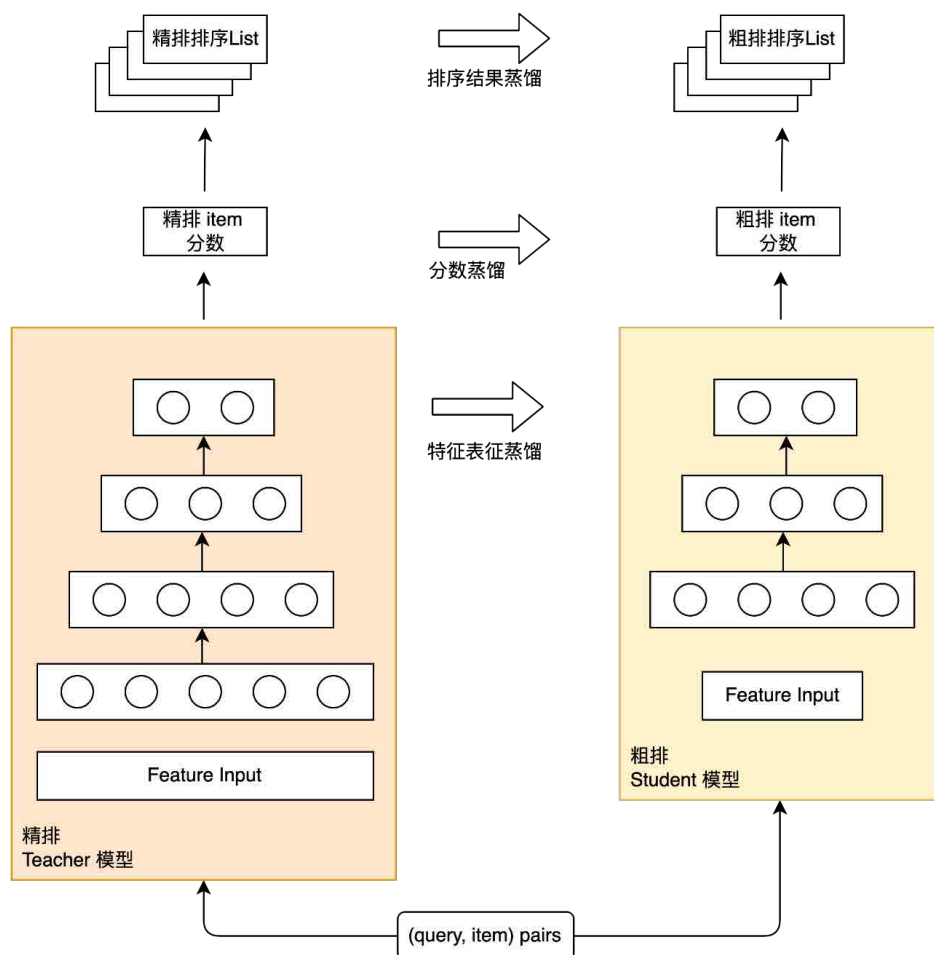 精排排序List
粗排排序List
排序结果蒸馏
精排 item
分数
粗排 item
分数
分数蒸馏
特征表征蒸馏
Feature Input
Feature Input
粗排
Student 模型
精排
Teacher 模型
(query, item) pairs